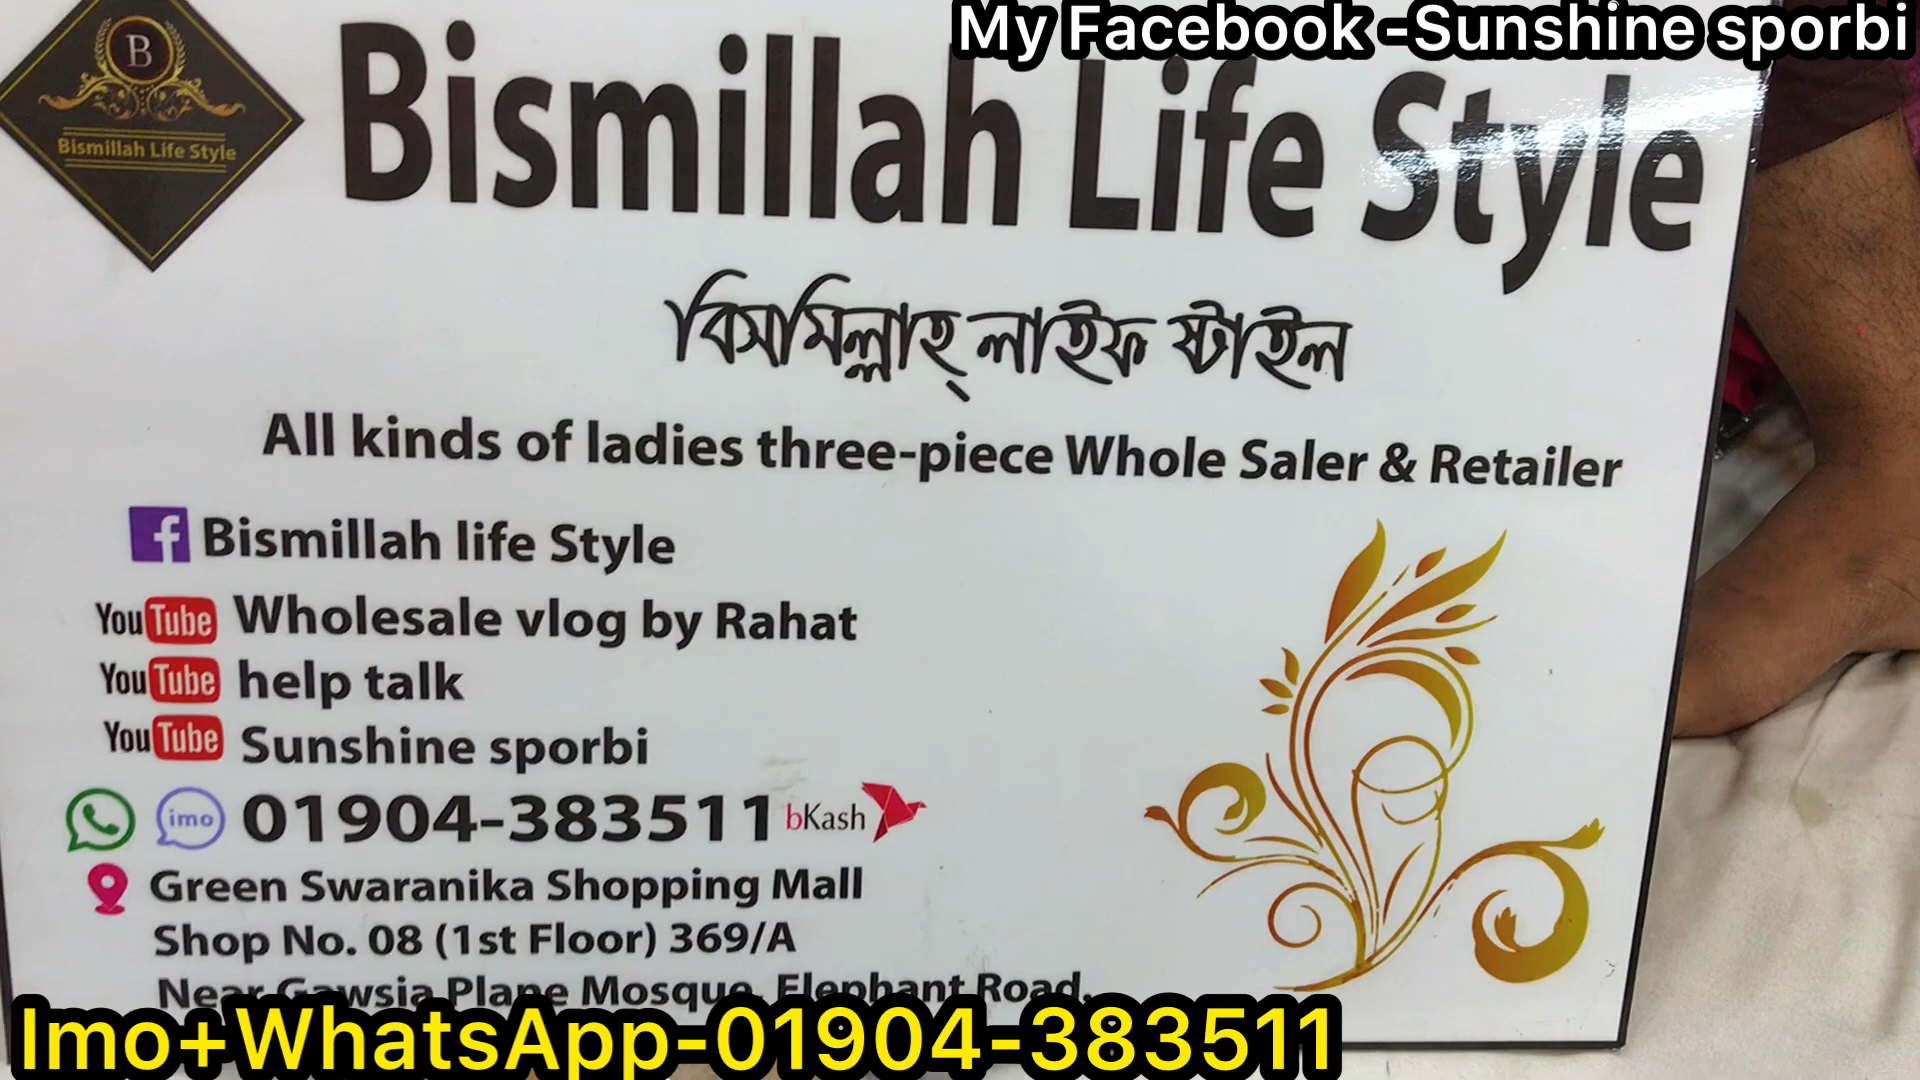 My Facebook -Sunshine sporbi
B
Bismillah Life Style
Bismillah Life Style
বিসমিল্লাহ্ লাইফ ষ্টাইল
All kinds of ladies three-piece Whole Saler & Retailer
f Bismillah life Style
YouTube Wholesale vlog by Rahat
YouTube help talk
YouTube Sunshine sporbi
imo 01904-383511 bKash
Green Swaranika Shopping Mall
Shop No. 08 (1st Floor) 369/A
Near Gawsia Plane Mosque, Elephant Road,
Imo+WhatsApp-01904-383511